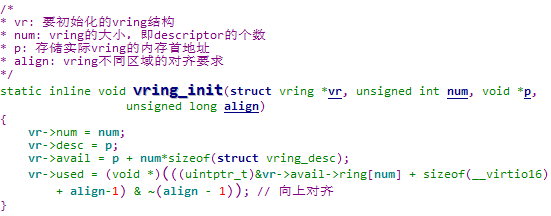 /*
* vr: 要初始化的vring结构
* num: vring的大小，即descriptor的个数
* p: 存储实际vring的内存首地址
* align: vring不同区域的对齐要求
*/
static inline void vring_init(struct vring *vr, unsigned int num, void *p,
unsigned long align)
{
vr->num = num;
vr->desc = p;
vr->avail = p + num*sizeof(struct vring_desc);
vr->used = (void *)(((uintptr_t)&vr->avail->ring[num] + sizeof(__virtio16)
+ align-1) & ~(align - 1)); // 向上对齐
}